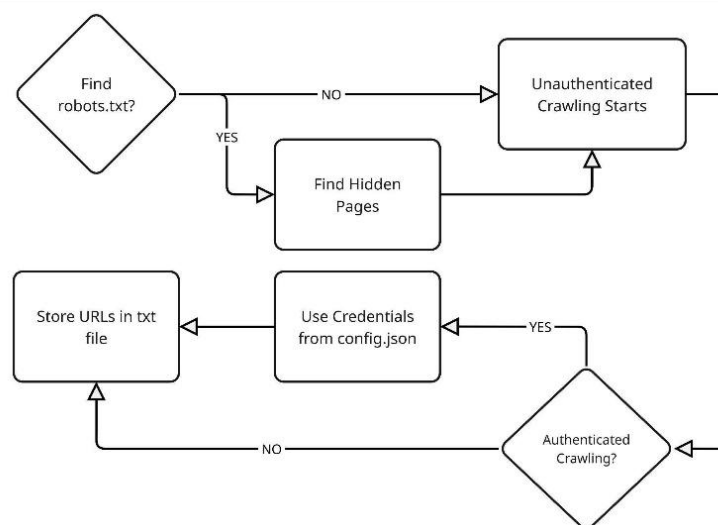 Find
robots.txt?
NO
Unauthenticated
Crawling Starts
YES
Find Hidden
Pages
Store URLs in txt
file
Use Credentials
from config.json
YES
Authenticated
Crawling?
NO